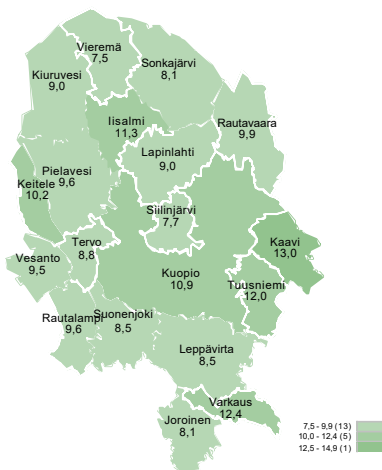 Vieremä
7,5
Sonkajärvi
8,1
Kiuruvesi
9,0
Iisalmi
11,3
Rautavaara
9,9
Lapinlahti
9,0
Pielavesi
9,6
Keitele
10,2
Siilinjärvi
7,7
Tervo
8,8
Kaavi
13,0
Vesanto
9,5
Kuopio
10,9
Tuusniemi
12,0
Rautalampi
9,6
Suonenjoki
8,5
Leppävirta
8,5
Varkaus
12,4
Joroinen
8,1
7,5 - 9,9 (13)
10,0 - 12,4 (5)
12,5 - 14,9 (1)